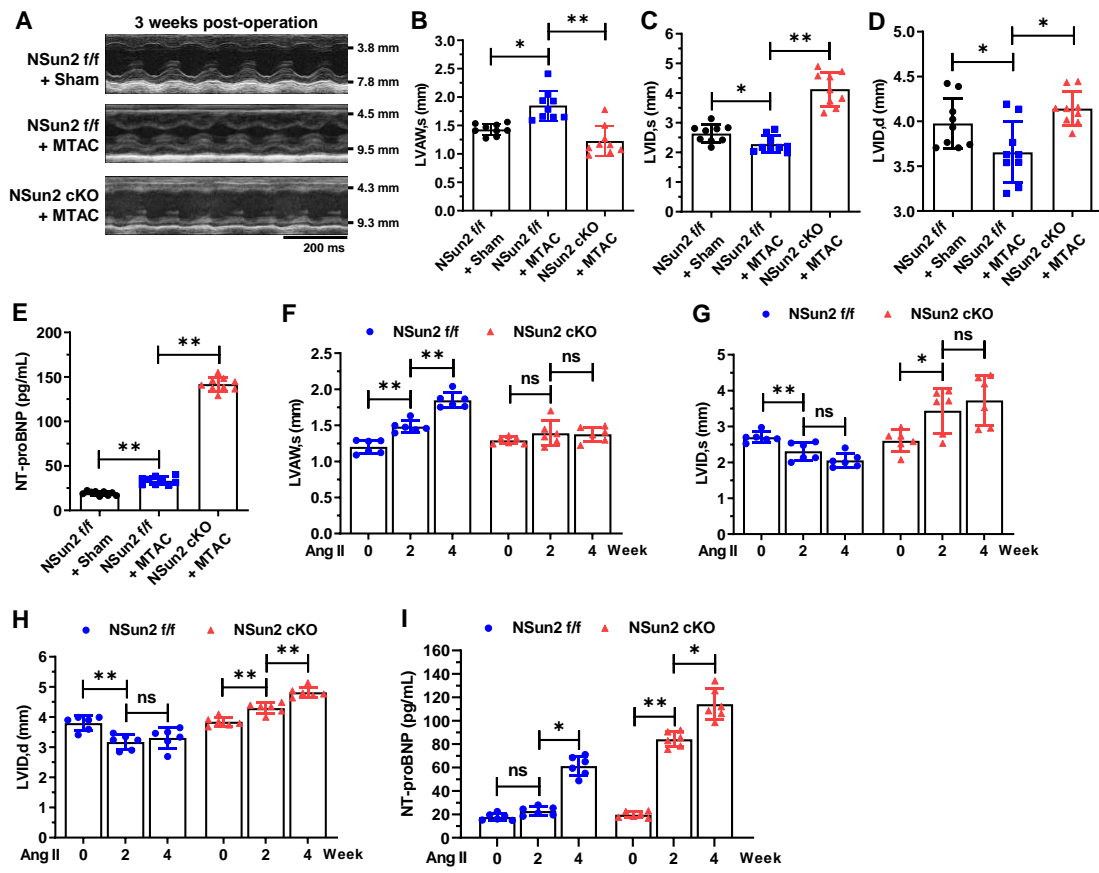 A
3 weeks post-operation
NSun2 f/f
+ Sham
3.8 mm
7.8 mm
NSun2 f/f
+ MTAC
4.5 mm
9.5 mm
NSun2 cKO
+ MTAC
4.3 mm
9.3 mm
200 ms
B
LVAW,s (mm)
3.0
2.5
2.0
1.5
1.0
0.5
0.0
*
**
NSun2 f/f
+ Sham
NSun2 f/f
+ MTAC
NSun2 cKO
+ MTAC
C
LVID,s (mm)
6
5
4
3
2
1
0
*
**
NSun2 f/f
+ Sham
NSun2 f/f
+ MTAC
NSun2 cKO
+ MTAC
D
LVID,d (mm)
5.0
4.5
4.0
3.5
3.0
*
*
NSun2 f/f
+ Sham
NSun2 f/f
+ MTAC
NSun2 cKO
+ MTAC
E
NT-proBNP (pg/mL)
200
150
100
50
0
**
**
NSun2 f/f
+ Sham
NSun2 f/f
+ MTAC
NSun2 cKO
+ MTAC
F
NSun2 f/f
NSun2 cKO
LVAW,s (mm)
2.5
2.0
1.5
1.0
0.5
0.0
**
**
ns
ns
Ang II 0 2 4 0 2 4 Week
G
NSun2 f/f
NSun2 cKO
LVID,s (mm)
5
4
3
2
1
0
**
ns
*
ns
Ang II 0 2 4 0 2 4 Week
H
NSun2 f/f
NSun2 cKO
LVID,d (mm)
6
5
4
3
2
1
0
**
ns
**
**
Ang II 0 2 4 0 2 4 Week
I
NSun2 f/f
NSun2 cKO
NT-proBNP (pg/mL)
160
140
120
100
80
60
40
20
0
ns
*
**
*
Ang II 0 2 4 0 2 4 Week